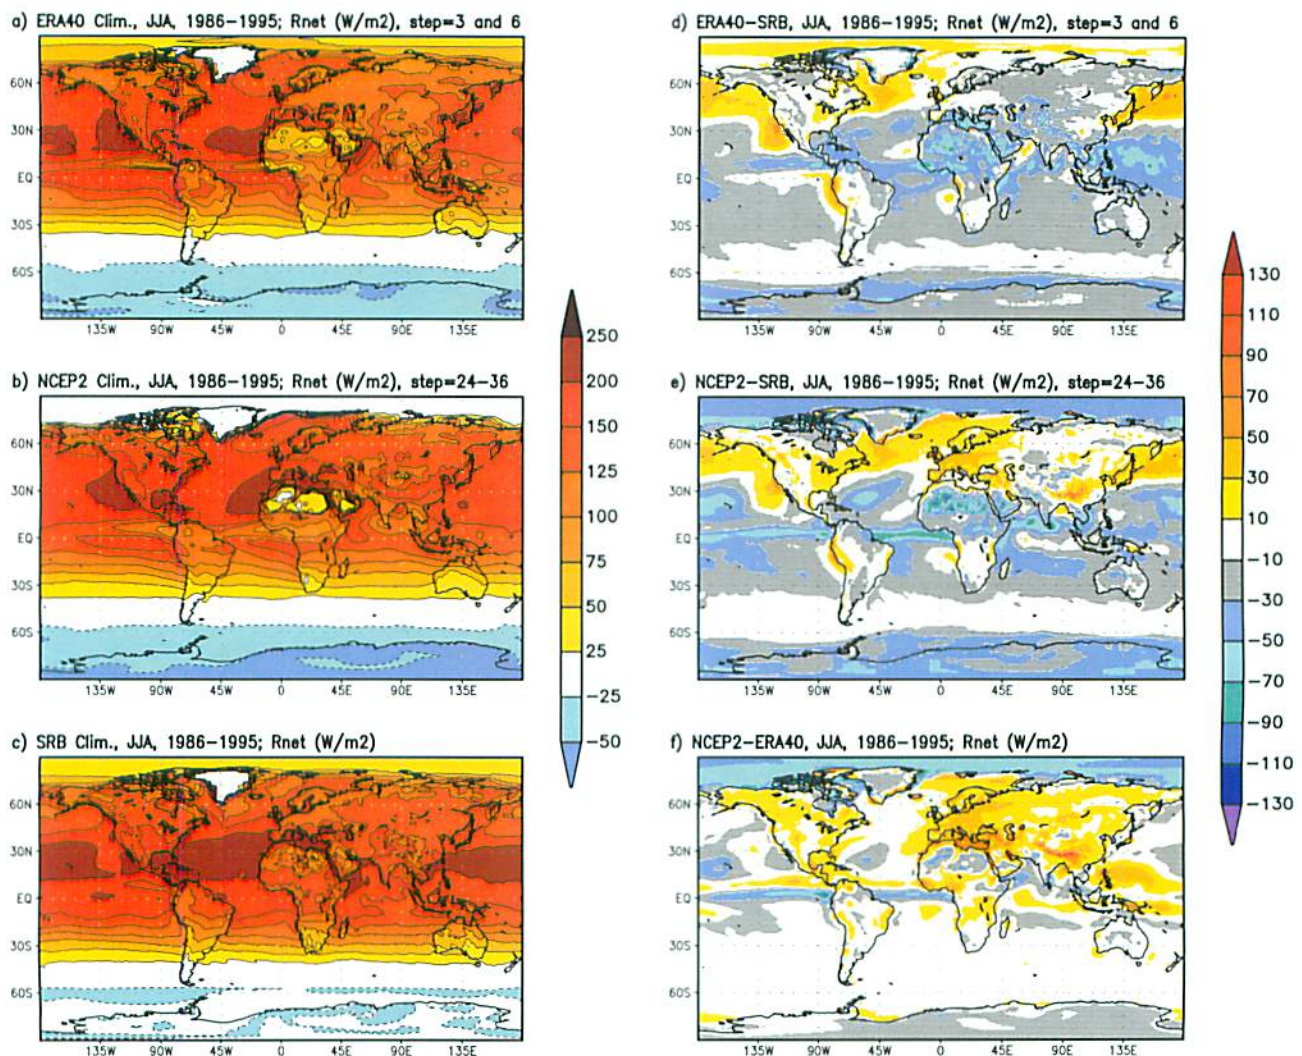 a) ERA40 Clim., JJA, 1986-1995; Rnet (W/m2), step=3 and 6
60N
30N
EQ
30S
60S
135W 90W 45W 0 45E 90E 135E
b) NCEP2 Clim., JJA, 1986-1995; Rnet (W/m2), step=24-36
60N
30N
EQ
30S
60S
135W 90W 45W 0 45E 90E 135E
c) SRB Clim., JJA, 1986-1995; Rnet (W/m2)
60N
30N
EQ
30S
60S
135W 90W 45W 0 45E 90E 135E
250
200
150
125
100
75
50
25
-25
-50
d) ERA40-SRB, JJA, 1986-1995; Rnet (W/m2), step=3 and 6
60N
30N
EQ
30S
60S
135W 90W 45W 0 45E 90E 135E
e) NCEP2-SRB, JJA, 1986-1995; Rnet (W/m2), step=24-36
60N
30N
EQ
30S
60S
135W 90W 45W 0 45E 90E 135E
f) NCEP2-ERA40, JJA, 1986-1995; Rnet (W/m2)
60N
30N
EQ
30S
60S
135W 90W 45W 0 45E 90E 135E
130
110
90
70
50
30
10
-10
-30
-50
-70
-90
-110
-130